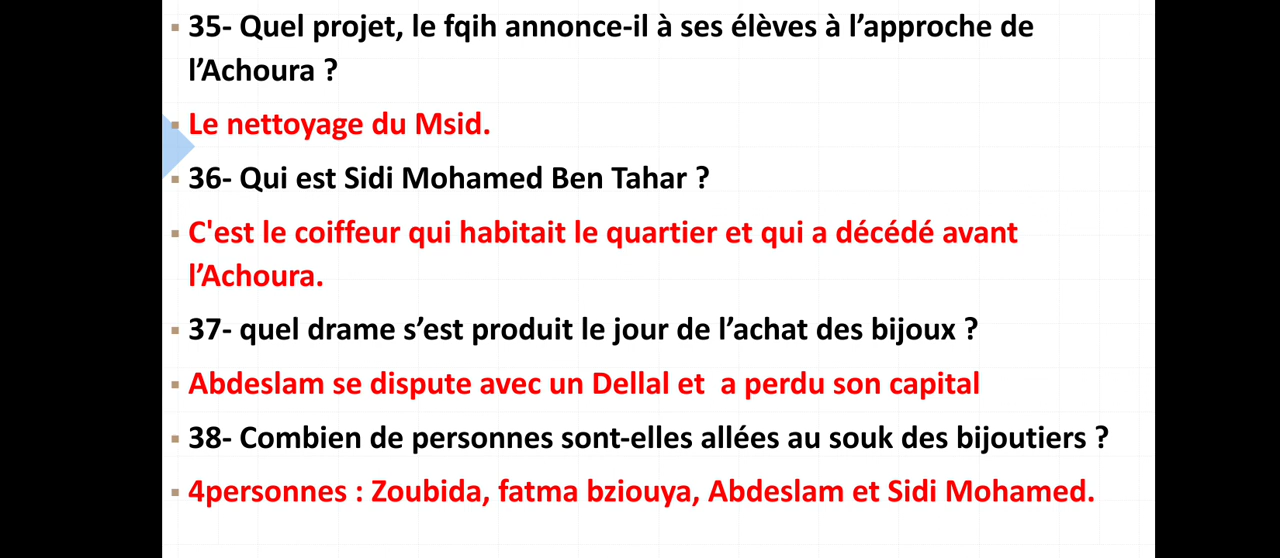 35- Quel projet, le fqih annonce-il à ses élèves à l’approche de
l’Achoura ?
Le nettoyage du Msid.
36- Qui est Sidi Mohamed Ben Tahar ?
C'est le coiffeur qui habitait le quartier et qui a décédé avant
l’Achoura.
37- quel drame s’est produit le jour de l’achat des bijoux ?
Abdeslam se dispute avec un Dellal et  a perdu son capital
38- Combien de personnes sont-elles allées au souk des bijoutiers ?
4personnes : Zoubida, fatma bziouya, Abdeslam et Sidi Mohamed.